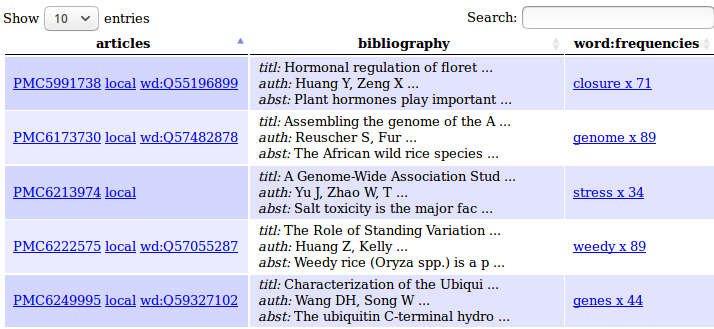 Show 10 entries Search:
articles bibliography word:frequencies
PMC5991738 local wd:Q55196899
titl: Hormonal regulation of floret ...
auth: Huang Y, Zeng X ...
abst: Plant hormones play important ...
closure x 71
PMC6173730 local wd:Q57482878
titl: Assembling the genome of the A ...
auth: Reuscher S, Fur ...
abst: The African wild rice species ...
genome x 89
PMC6213974 local
titl: A Genome-Wide Association Stud ...
auth: Yu J, Zhao W, T ...
abst: Salt toxicity is the major fac ...
stress x 34
PMC6222575 local wd:Q57055287
titl: The Role of Standing Variation ...
auth: Huang Z, Kelly ...
abst: Weedy rice (Oryza spp.) is a p ...
weedy x 89
PMC6249995 local wd:Q59327102
titl: Characterization of the Ubiqui ...
auth: Wang DH, Song W ...
abst: The ubiquitin C-terminal hydro ...
genes x 44